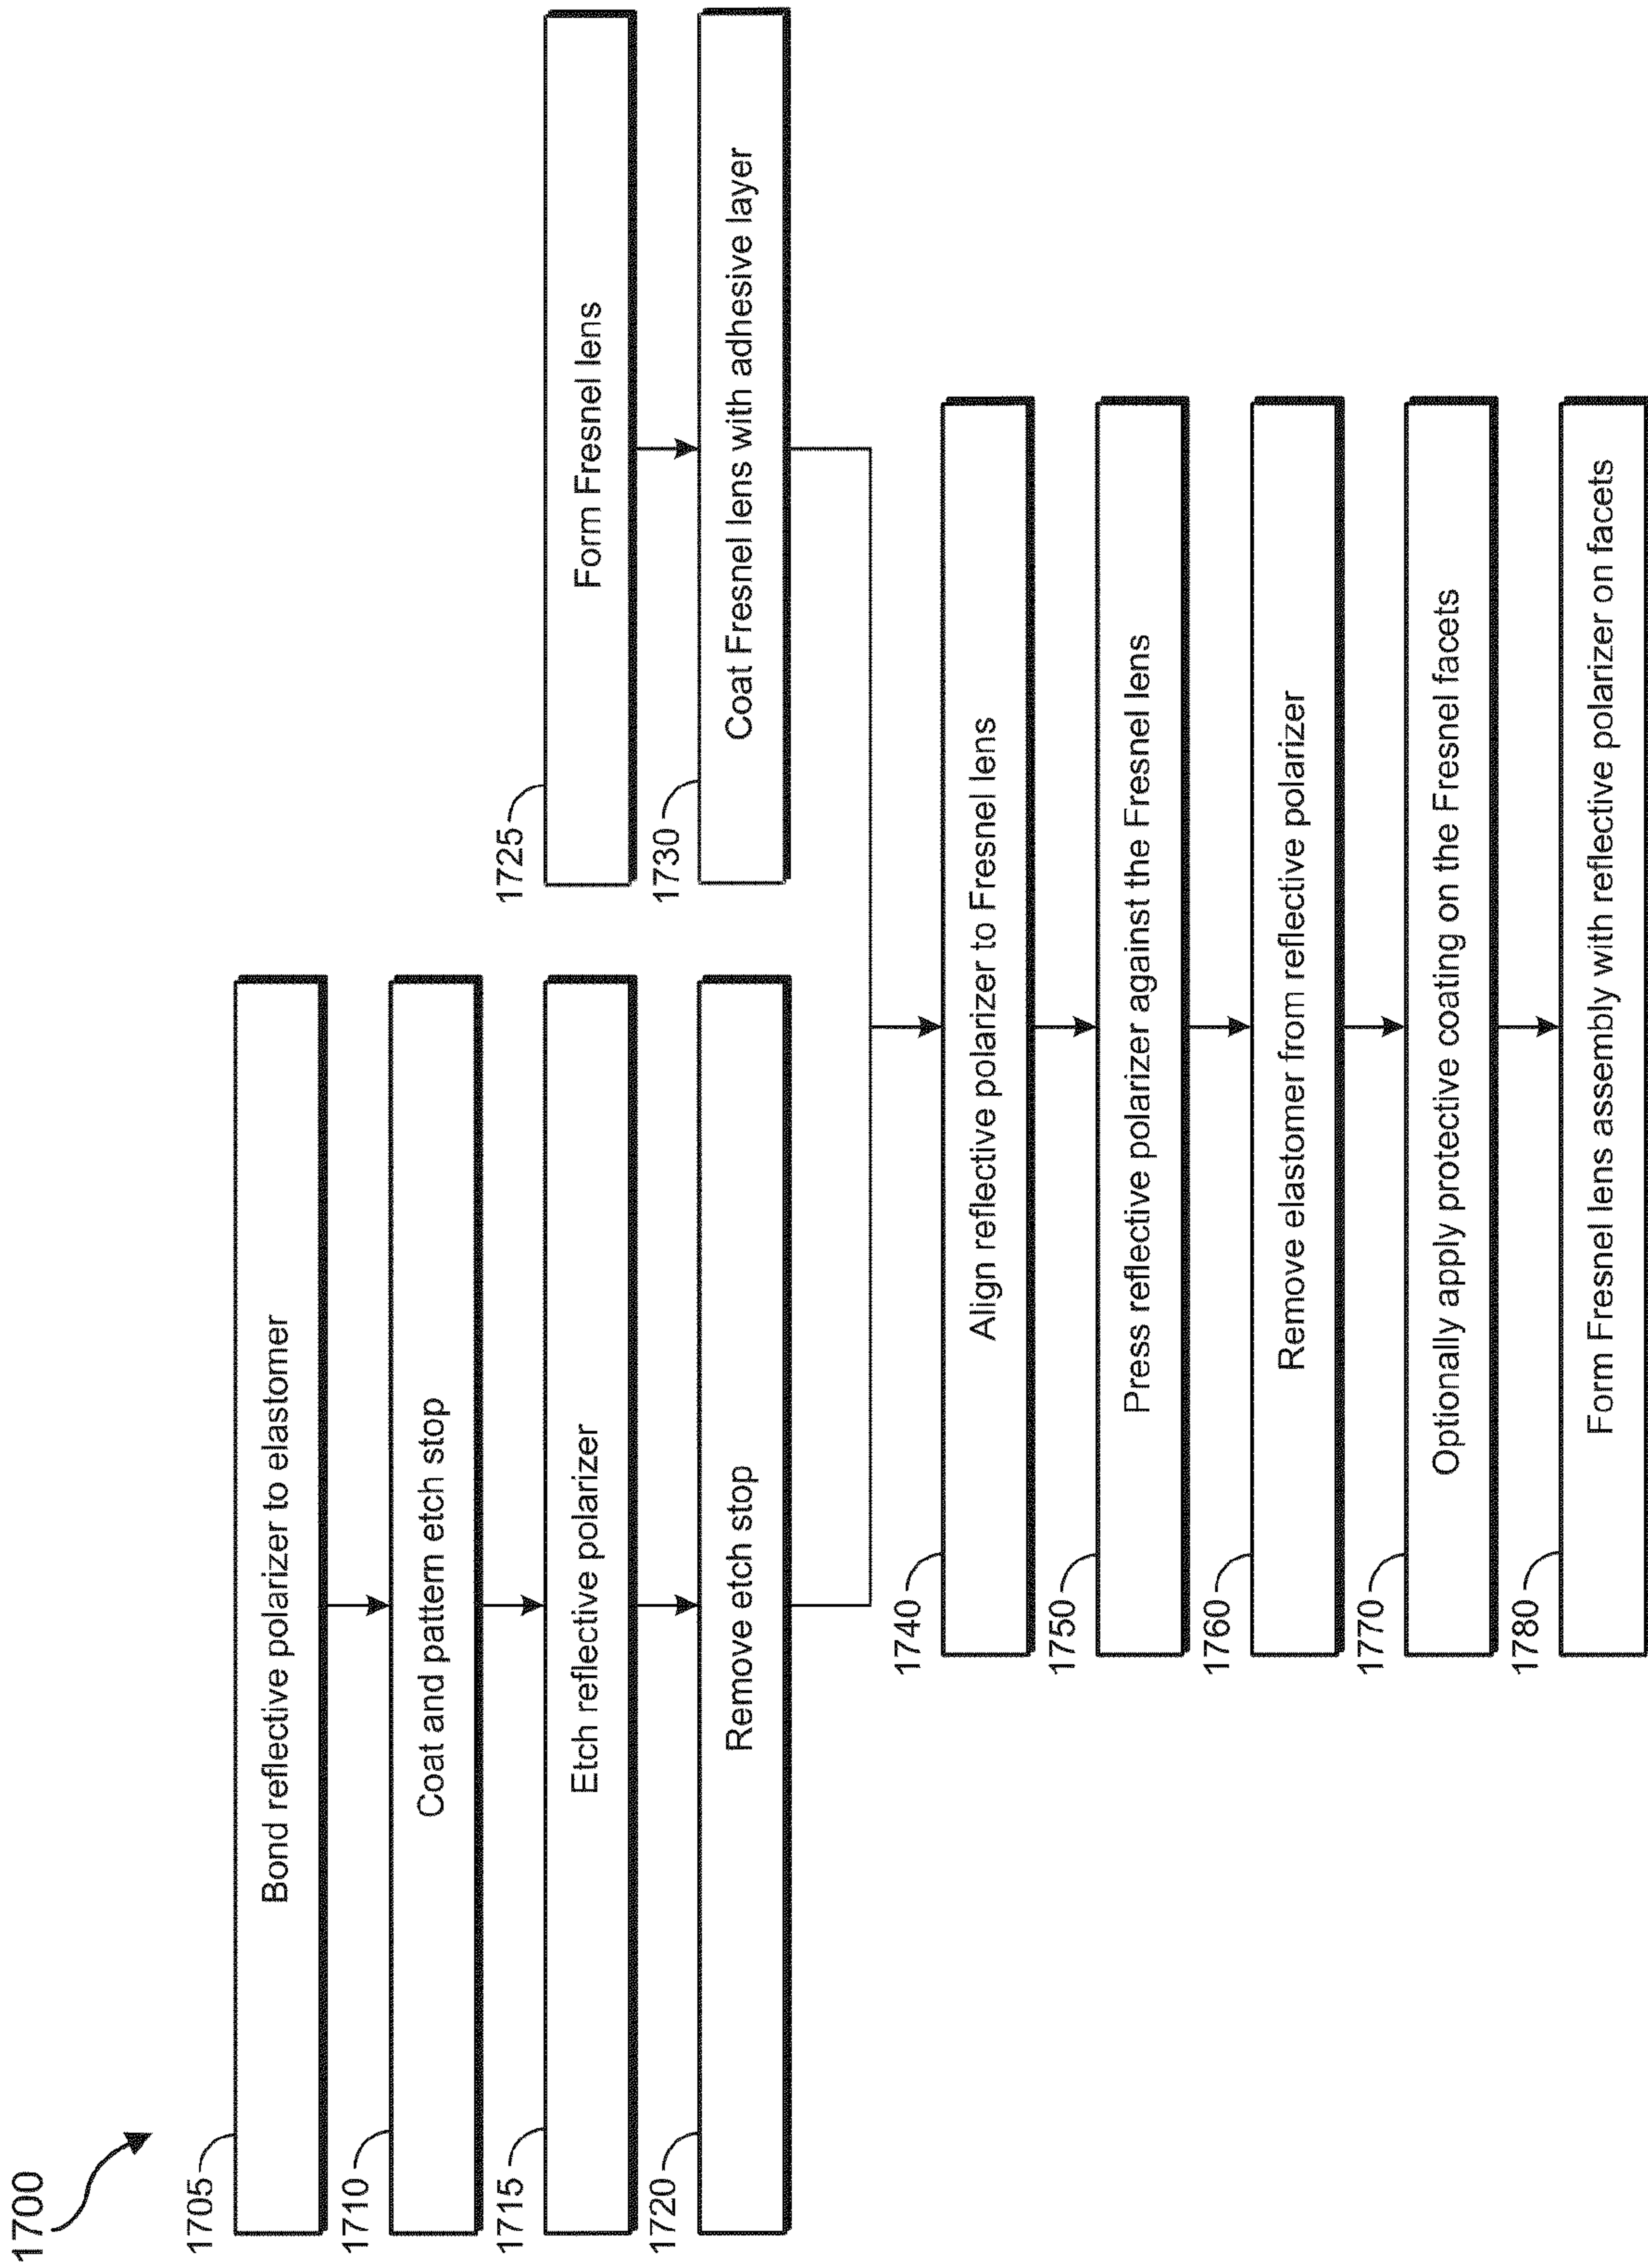 1700
1705
Bond reflective polarizer to elastomer
1710
Coat and pattern etch stop
1715
Etch reflective polarizer
1720
Remove etch stop
1725
Form Fresnel lens
1730
Coat Fresnel lens with adhesive layer
1740
Align reflective polarizer to Fresnel lens
1750
Press reflective polarizer against the Fresnel lens
1760
Remove elastomer from reflective polarizer
1770
Optionally apply protective coating on the Fresnel facets
1780
Form Fresnel lens assembly with reflective polarizer on facets